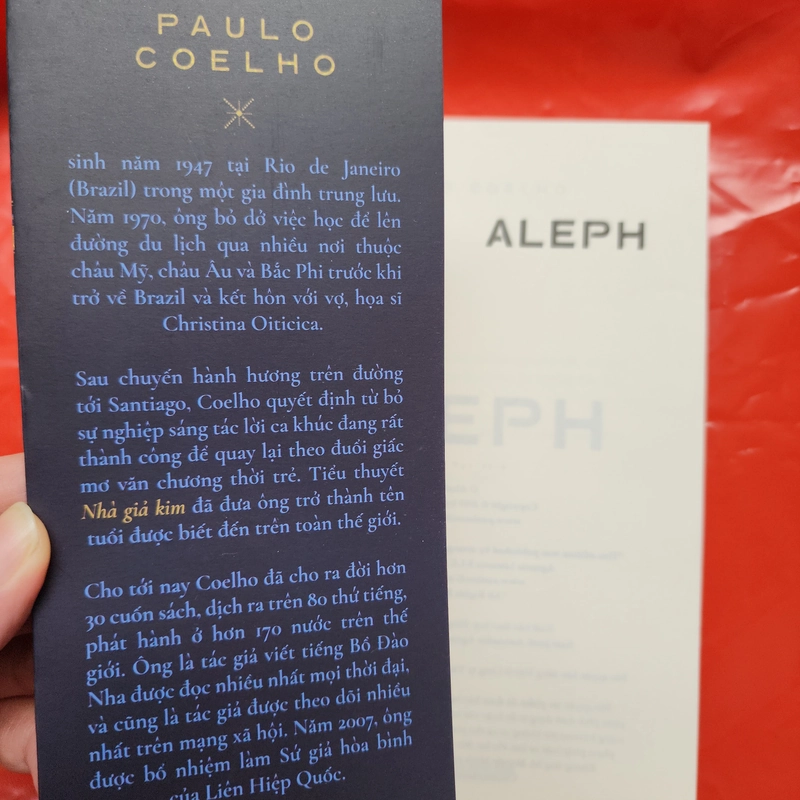 PAULO
COELHO
sinh năm 1947 tại Rio de Janeiro
(Brazil) trong một gia đình trung lưu.
Năm 1970, ông bỏ dở việc học để lên
đường du lịch qua nhiều nơi thuộc
châu Mỹ, châu Âu và Bắc Phi trước khi
trở về Brazil và kết hôn với vợ, họa sĩ
Christina Oiticica.
Sau chuyến hành hương trên đường
tới Santiago, Coelho quyết định từ bỏ
sự nghiệp sáng tác lời ca khúc đang rất
thành công để quay lại theo đuổi giấc
mơ văn chương thời trẻ. Tiểu thuyết
Nhà giả kim đã đưa ông trở thành tên
tuổi được biết đến trên toàn thế giới.
Cho tới nay Coelho đã cho ra đời hơn
30 cuốn sách, dịch ra trên 80 thứ tiếng,
phát hành ở hơn 170 nước trên thế
giới. Ông là tác giả viết tiếng Bồ Đào
Nha được đọc nhiều nhất mọi thời đại,
và cũng là tác giả được theo dõi nhiều
nhất trên mạng xã hội. Năm 2007, ông
được bổ nhiệm làm Sứ giả hòa bình
của Liên Hiệp Quốc.
COELHO
ALEPH
EPH